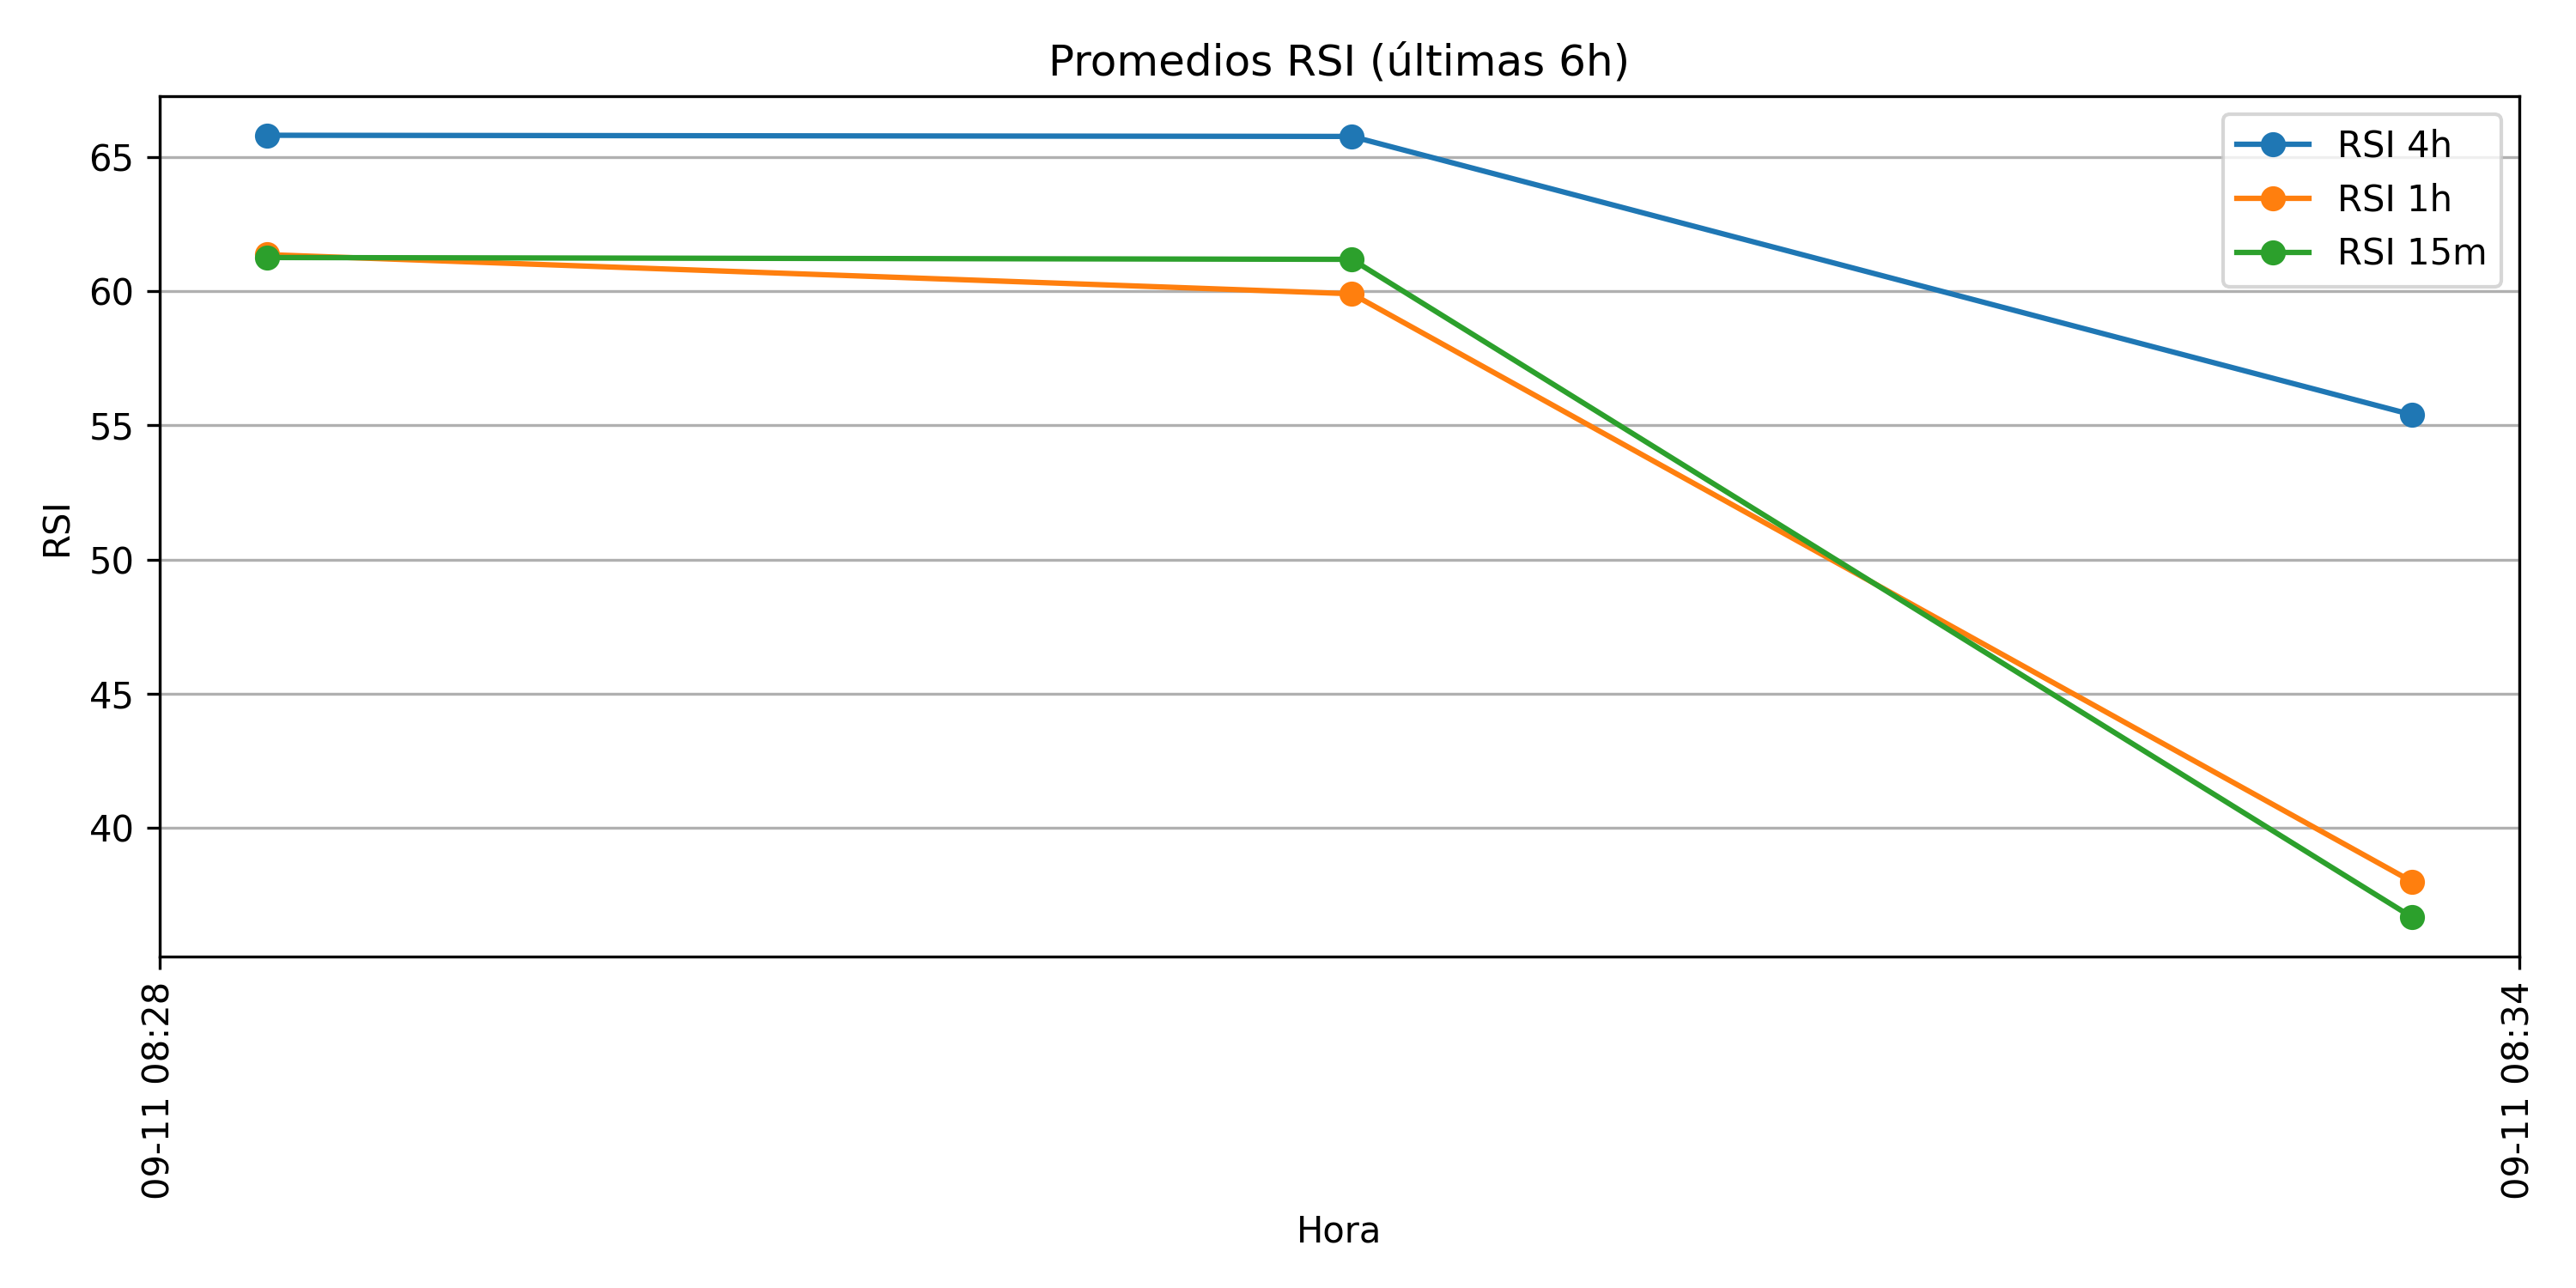 Promedios RSI (últimas 6h)
RSI 4h
RSI 1h
RSI 15m
RSI
65
60
55
50
45
40
09-11 08:28
09-11 08:34
Hora